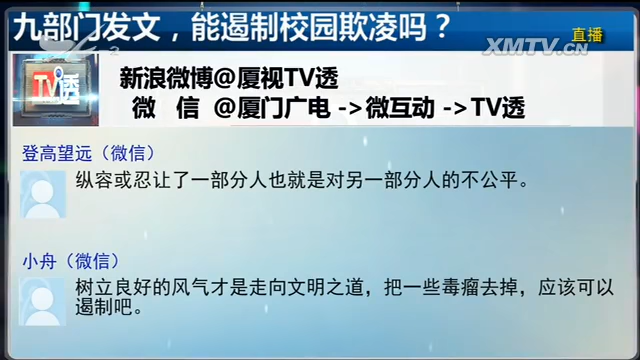 九部门发文，能遏制校园欺凌吗？
直播
XMTV.CN
2
TV透
新浪微博@厦视TV透
微 信 @厦门广电 ->微互动 ->TV透
登高望远（微信）
纵容或忍让了一部分人也就是对另一部分人的不公平。
小舟（微信）
树立良好的风气才是走向文明之道，把一些毒瘤去掉，应该可以
遏制吧。